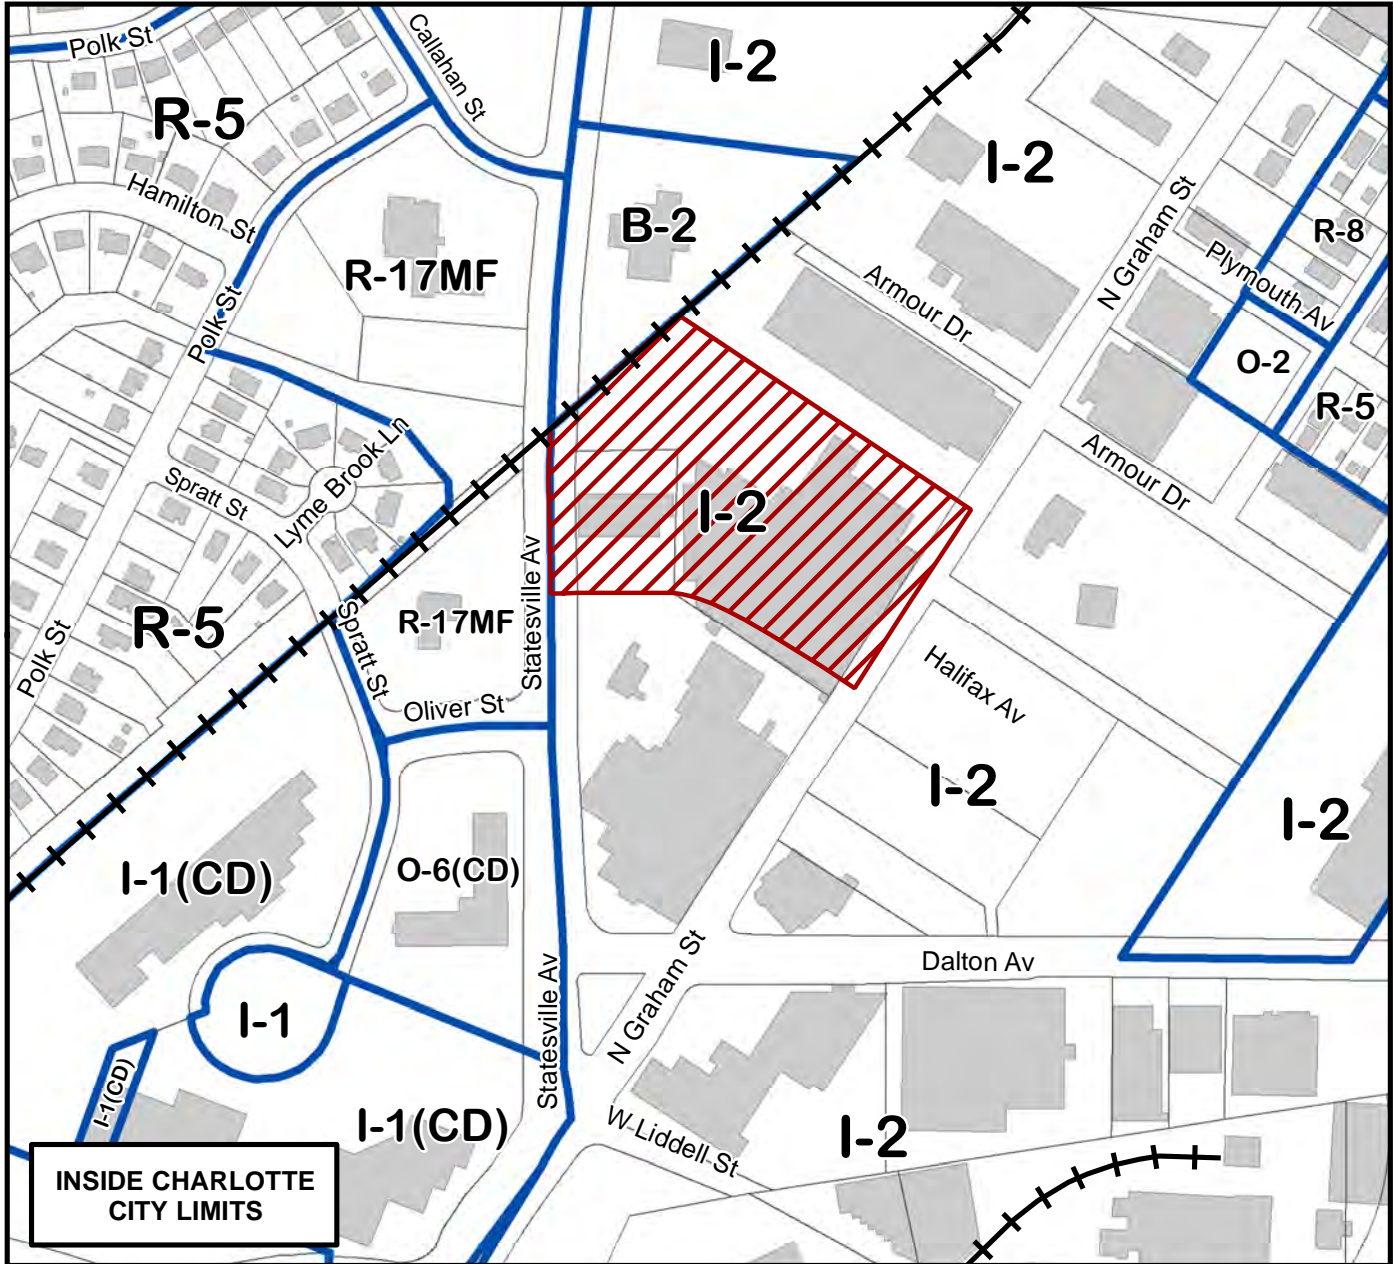 Polk St
Callahan St
I-2
R-5
I-2
Hamilton St
B-2
N Graham St
R-8
Plymouth Av
R-17MF
Armour Dr
Polk St
O-2
R-5
Lyme Brook Ln
Armour Dr
Spratt St
I-2
Statesville Av
R-17MF
R-5
Spratt St
Polk St
Halifax Av
Oliver St
I-2
I-2
I-1(CD)
O-6(CD)
Dalton Av
N Graham St
Statesville Av
I-1
I-1(CD)
I-1(CD)
W Liddell St
I-2
INSIDE CHARLOTTE
CITY LIMITS